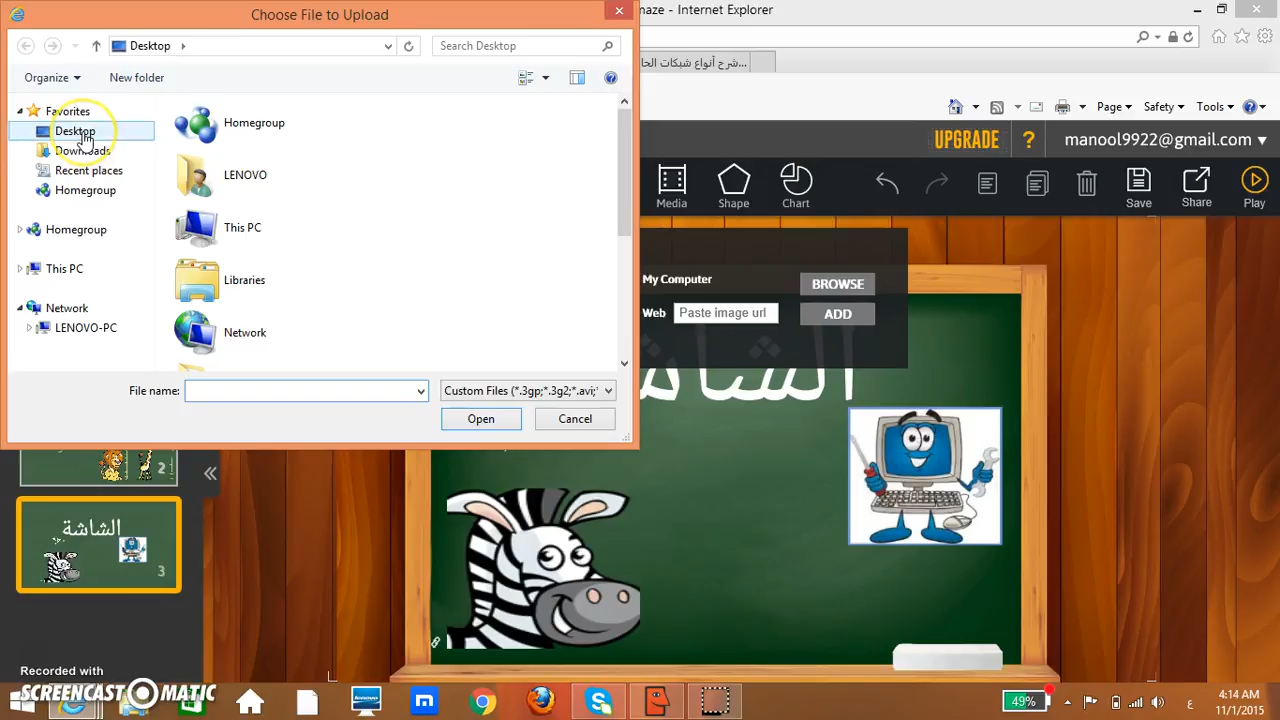 Choose File to Upload
maze - Internet Explorer
Desktop
Search Desktop
شرح أنواع شبكات الحا...
Organize
New folder
Page
Safety
Tools
Favorites
Desktop
Downloads
Recent places
Homegroup
Homegroup
This PC
Network
LENOVO-PC
Homegroup
LENOVO
This PC
Libraries
Network
File name:
Custom Files (*.3gp;*.3g2;*.avi;*
Open
Cancel
UPGRADE
?
manool9922@gmail.com
Media
Shape
Chart
Save
Share
Play
My Computer
BROWSE
Web
Paste image url
ADD
الشاشة
2
الشاشة
3
Recorded with
SCREENCAST MATIC
49%
ع
4:14 AM
11/1/2015